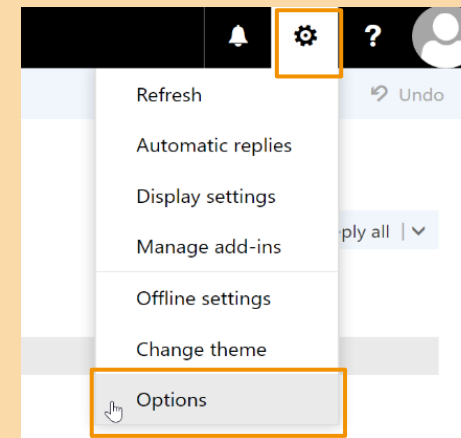 ?
Refresh
Undo
Automatic replies
Display settings
ply all
Manage add-ins
Offline settings
Change theme
Options